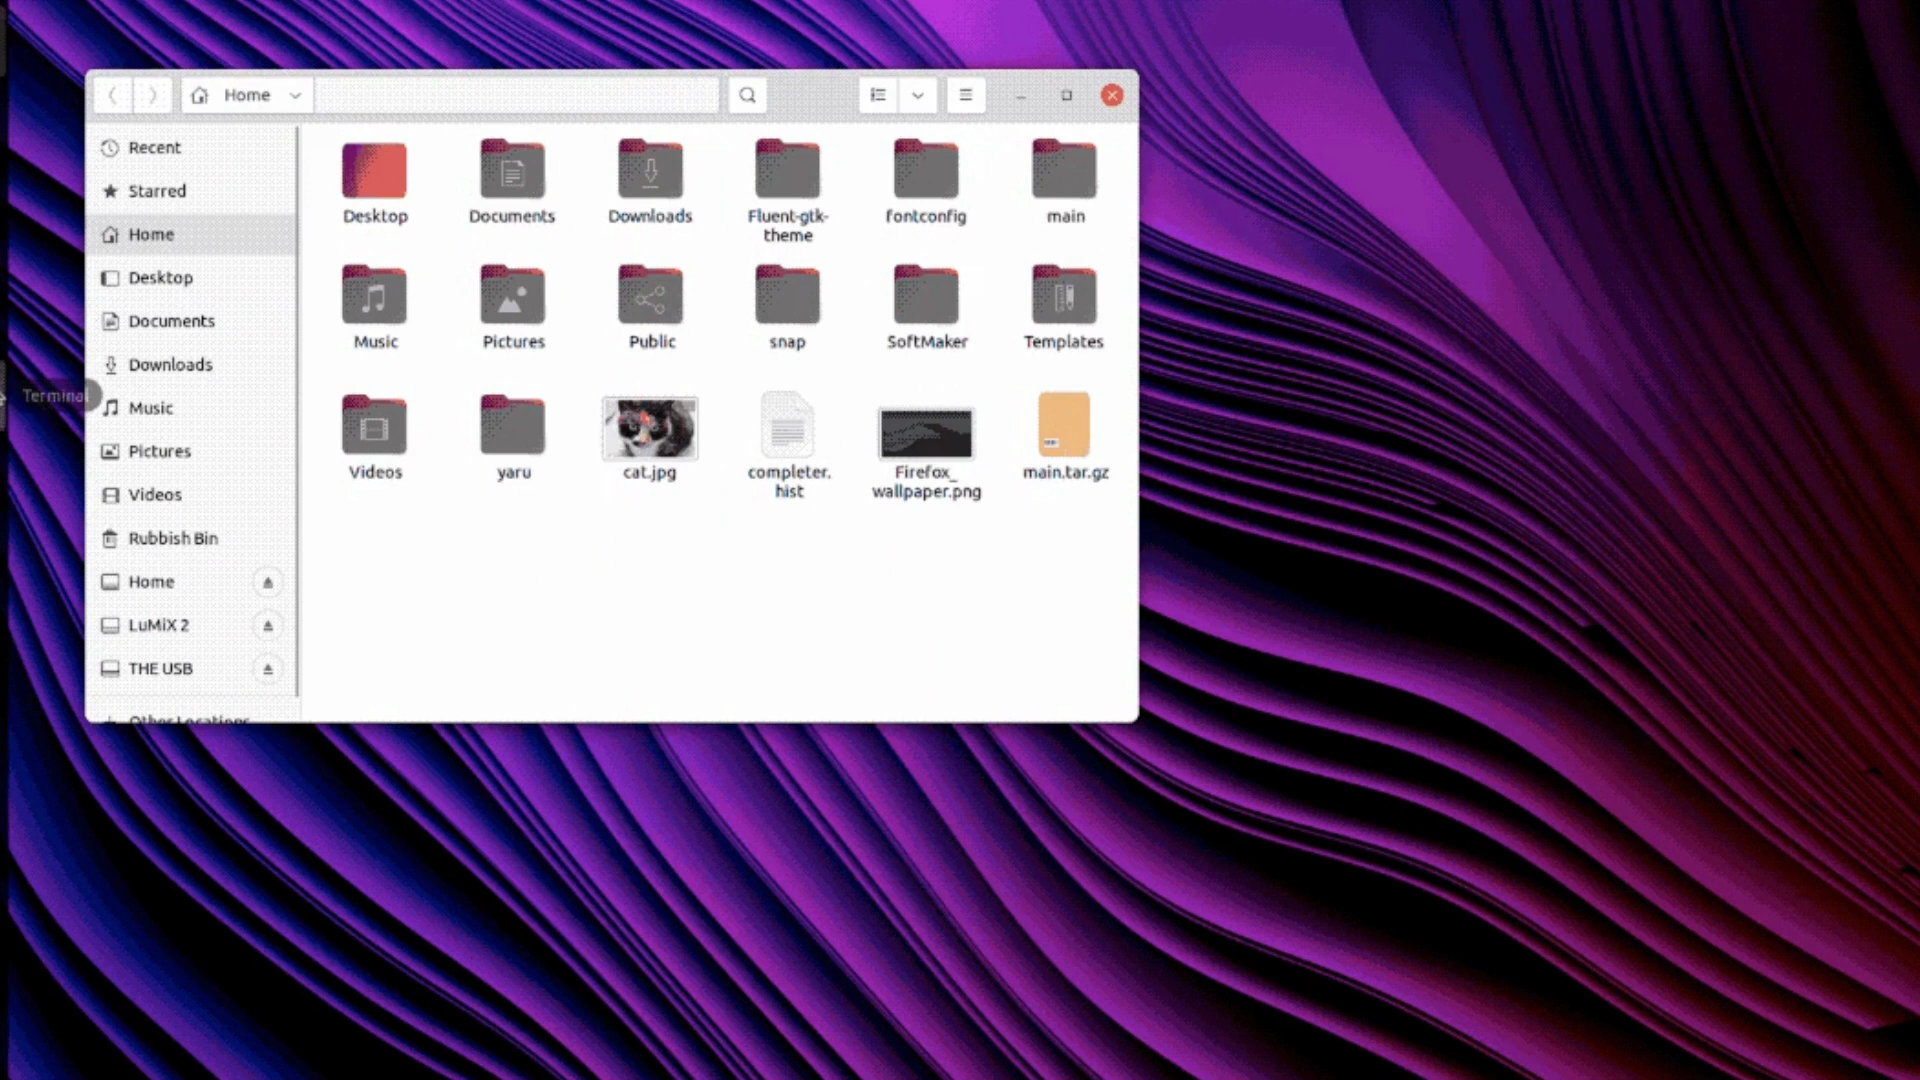 Home
Recent
Starred
Home
Desktop
Documents
Downloads
Music
Pictures
Videos
Rubbish Bin
Home
LuMiX 2
THE USB
Other Locations
Terminal
Desktop
Documents
Downloads
Fluent-gtk-
theme
fontconfig
main
Music
Pictures
Public
snap
SoftMaker
Templates
Videos
yaru
cat.jpg
completer.
hist
Firefox_
wallpaper.png
main.tar.gz